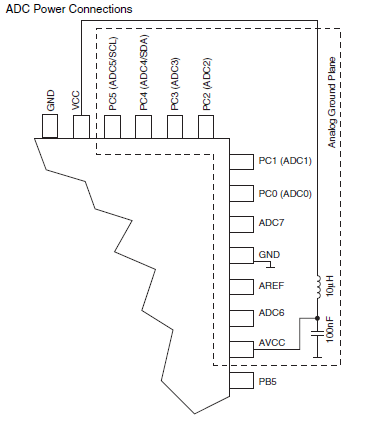 ADC Power Connections
GND
VCC
PC5 (ADC5/SCL)
PC4 (ADC4/SDA)
PC3 (ADC3)
PC2 (ADC2)
Analog Ground Plane
PC1 (ADC1)
PC0 (ADC0)
ADC7
GND
AREF
ADC6
AVCC
PB5
10μH
100nF